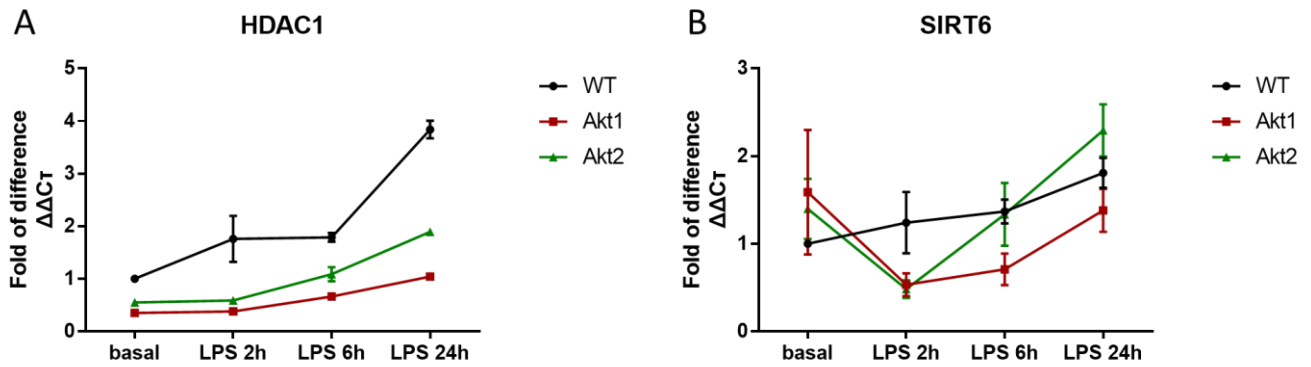 A
HDAC1
Fold of difference
ΔΔCт
5
4
3
2
1
0
basal
LPS 2h
LPS 6h
LPS 24h
WT
Akt1
Akt2
B
SIRT6
Fold of difference
ΔΔCт
3
2
1
0
basal
LPS 2h
LPS 6h
LPS 24h
WT
Akt1
Akt2